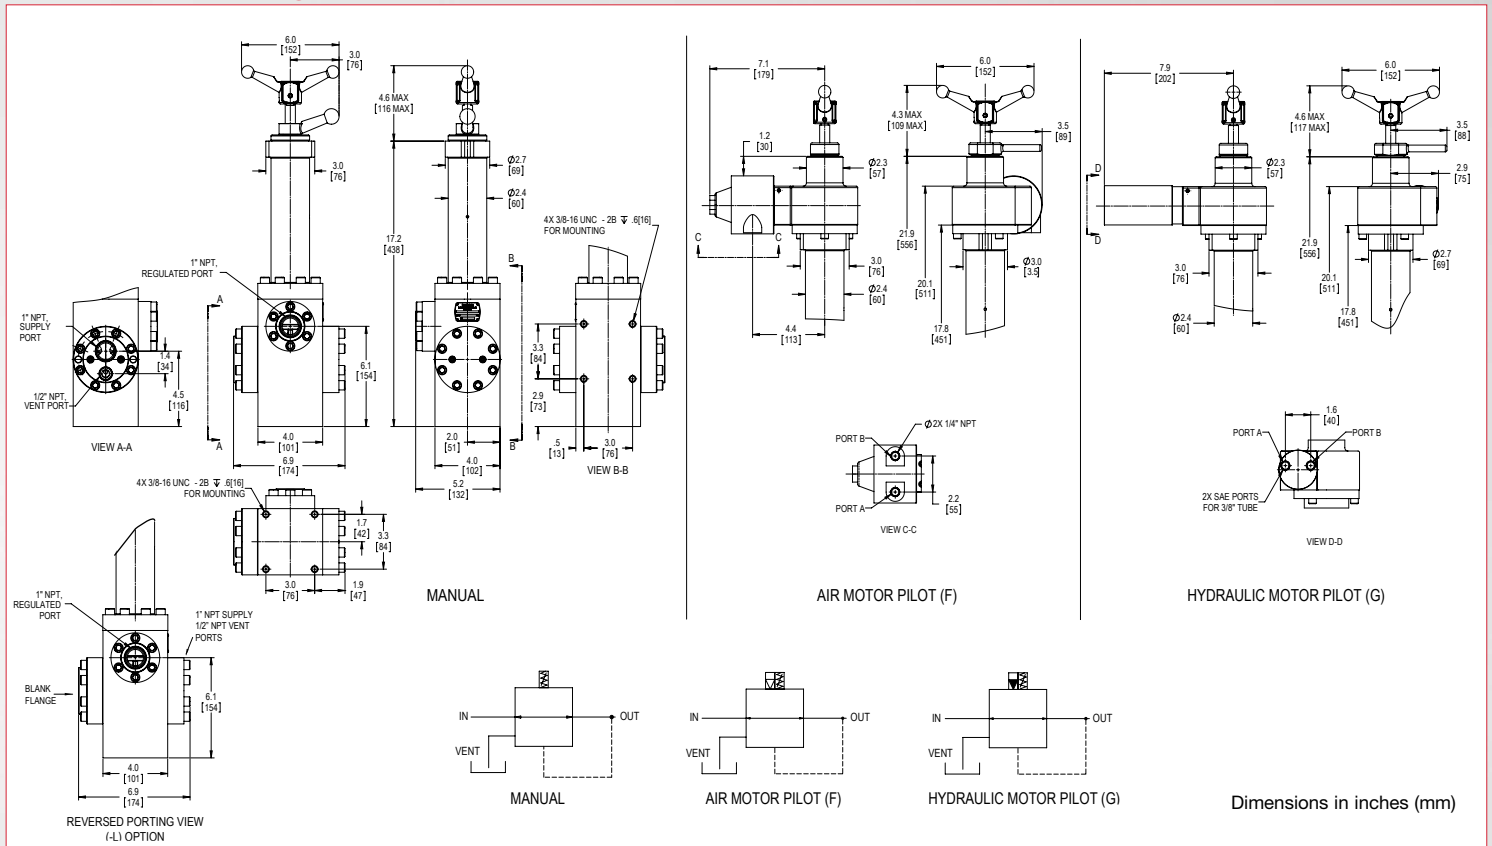 6.0
[152]
3.0
[76]
3.0
[76]
1" NPT,
REGULATED PORT
1" NPT,
SUPPLY
PORT
1/2" NPT,
VENT PORT
1.4
[34]
4.5
[116]
VIEW A-A
A
A
6.1
[154]
4.0
[101]
6.9
[174]
4.6 MAX
[116 MAX]
Ø2.7
[69]
Ø2.4
[60]
17.2
[438]
B
B
2.0
[51]
4.0
[102]
5.2
[132]
4X 3/8-16 UNC - 2B ↧ .6[16]
FOR MOUNTING
3.3
[84]
2.9
[73]
.5
[13]
3.0
[76]
VIEW B-B
4X 3/8-16 UNC - 2B ↧ .6[16]
FOR MOUNTING
1.7
[42]
3.3
[84]
3.0
[76]
1.9
[47]
MANUAL
1" NPT,
REGULATED
PORT
1" NPT SUPPLY
1/2" NPT VENT
PORTS
BLANK
FLANGE
6.1
[154]
4.0
[101]
6.9
[174]
REVERSED PORTING VIEW
(-L) OPTION
7.1
[179]
1.2
[30]
Ø2.3
[57]
C
C
3.0
[76]
Ø2.4
[60]
4.4
[113]
6.0
[152]
4.3 MAX
[109 MAX]
3.5
[89]
21.9
[556]
20.1
[511]
Ø3.0
[3.5]
17.8
[451]
Ø2X 1/4" NPT
PORT B
PORT A
2.2
[55]
VIEW C-C
AIR MOTOR PILOT (F)
7.9
[202]
D
D
Ø2.3
[57]
3.0
[76]
Ø2.4
[60]
6.0
[152]
4.6 MAX
[117 MAX]
3.5
[88]
2.9
[75]
21.9
[556]
20.1
[511]
Ø2.7
[69]
17.8
[451]
1.6
[40]
PORT A
PORT B
2X SAE PORTS
FOR 3/8" TUBE
VIEW D-D
HYDRAULIC MOTOR PILOT (G)
IN
OUT
VENT
MANUAL
IN
OUT
VENT
AIR MOTOR PILOT (F)
IN
OUT
VENT
HYDRAULIC MOTOR PILOT (G)
Dimensions in inches (mm)